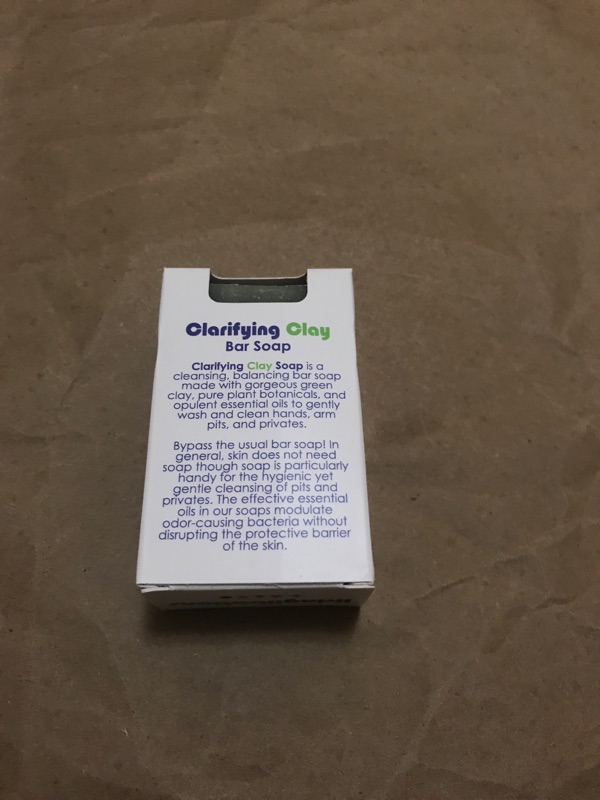 Clarifying Clay
Bar Soap
Clarifying Clay Soap is a
cleansing, balancing bar soap
made with gorgeous green
clay, pure plant botanicals, and
opulent essential oils to gently
wash and clean hands, arm
pits, and privates.
Bypass the usual bar soap! In
general, skin does not need
soap though soap is particularly
handy for the hygienic yet
gentle cleansing of pits and
privates. The effective essential
oils in our soaps modulate
odor-causing bacteria without
disrupting the protective barrier
of the skin.